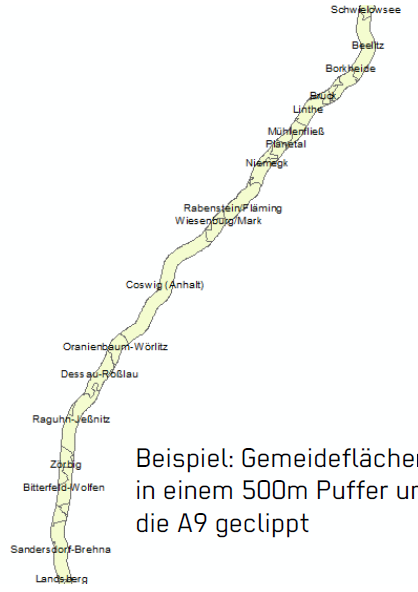 Schwielowsee
Beelitz
Borkheide
Brück
Linthe
Mühlenfließ
Planetal
Niemegk
Rabenstein/Fläming
Wiesenburg/Mark
Coswig (Anhalt)
Oranienbaum-Wörlitz
Dessau-Roßlau
Raguhn-Jeßnitz
Zörbig
Bitterfeld-Wolfen
Sandersdorf-Brehna
Landsberg
Beispiel: Gemeideflächen
in einem 500m Puffer
die A9 geclippt